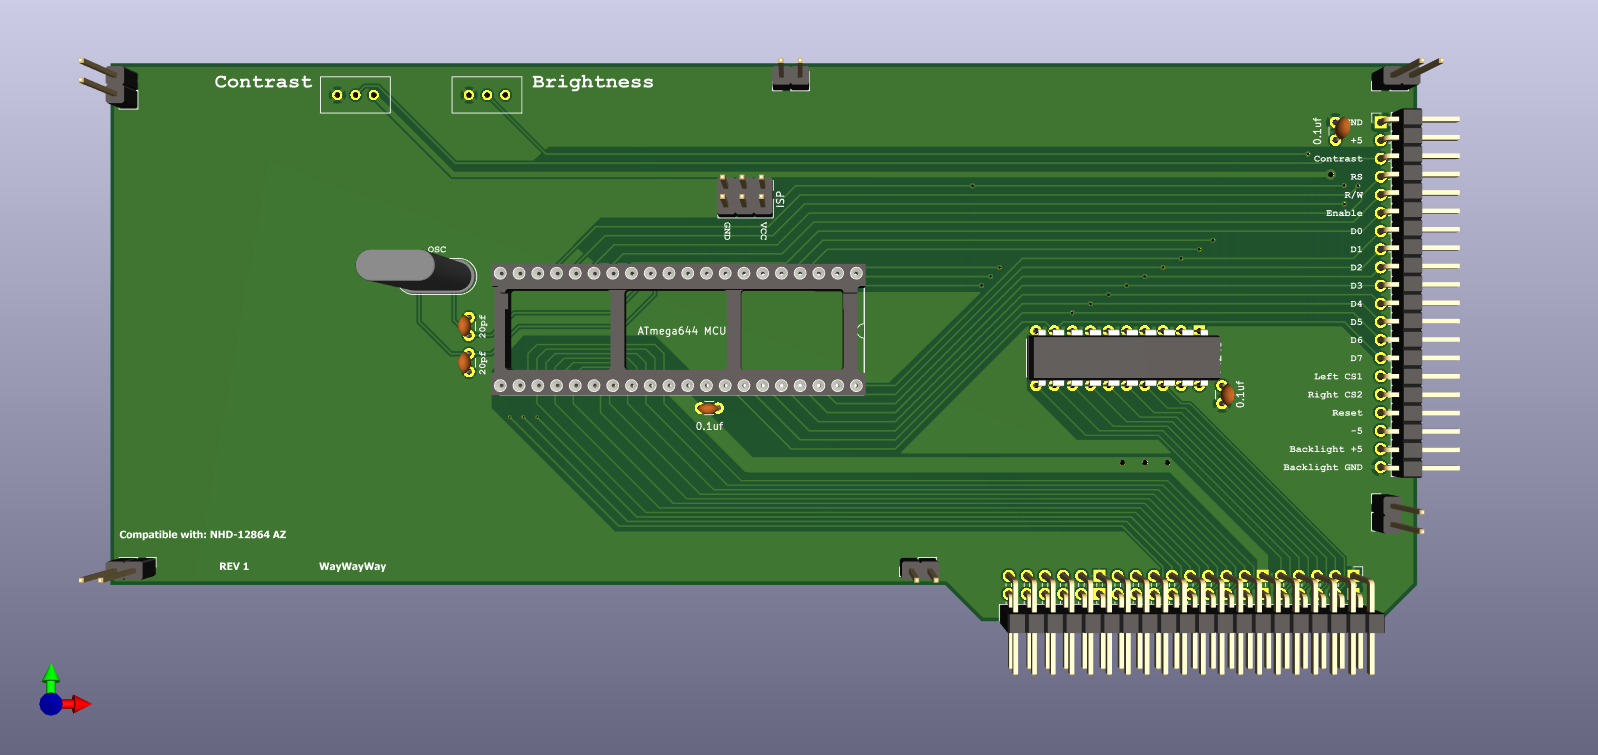 Contrast
Brightness
0.1uf
GND
+5
Contrast
RS
R/W
Enable
D0
D1
D2
D3
D4
D5
D6
D7
Left CS1
Right CS2
Reset
-5
Backlight +5
Backlight GND
ISP
GND
VCC
OSC
20pf
20pf
ATmega644 MCU
0.1uf
0.1uf
Compatible with: NHD-12864 AZ
REV 1 WayWayWay